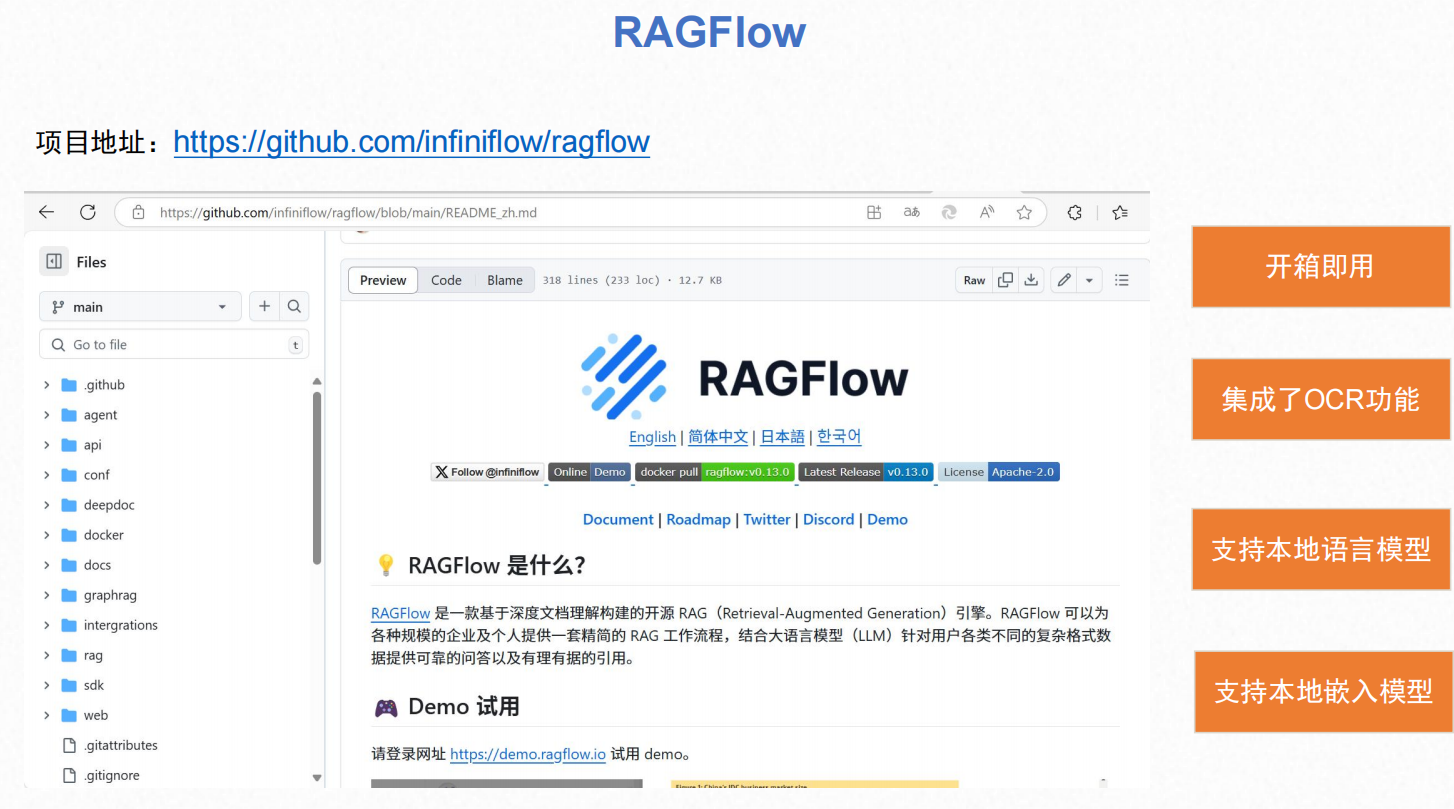 RAGFlow
项目地址：https://github.com/infiniflow/ragflow
https://github.com/infiniflow/ragflow/blob/main/README_zh.md
Files
main
Go to file
t
.github
agent
api
conf
deepdoc
docker
docs
graphrag
intergrations
rag
sdk
web
.gitattributes
.gitignore
Preview Code Blame 318 lines (233 loc) · 12.7 KB Raw
RAGFlow
English | 简体中文 | 日本語 | 한국어
Follow @infiniflow Online Demo docker pull ragflow:v0.13.0 Latest Release v0.13.0 License Apache-2.0
Document | Roadmap | Twitter | Discord | Demo
💡 RAGFlow 是什么?
RAGFlow 是一款基于深度文档理解构建的开源 RAG（Retrieval-Augmented Generation）引擎。RAGFlow 可以为
各种规模的企业及个人提供一套精简的 RAG 工作流程，结合大语言模型（LLM）针对用户各类不同的复杂格式数
据提供可靠的问答以及有理有据的引用。
🎮 Demo 试用
请登录网址 https://demo.ragflow.io 试用 demo。
Figure 1: China's IDC business market size
开箱即用
集成了OCR功能
支持本地语言模型
支持本地嵌入模型